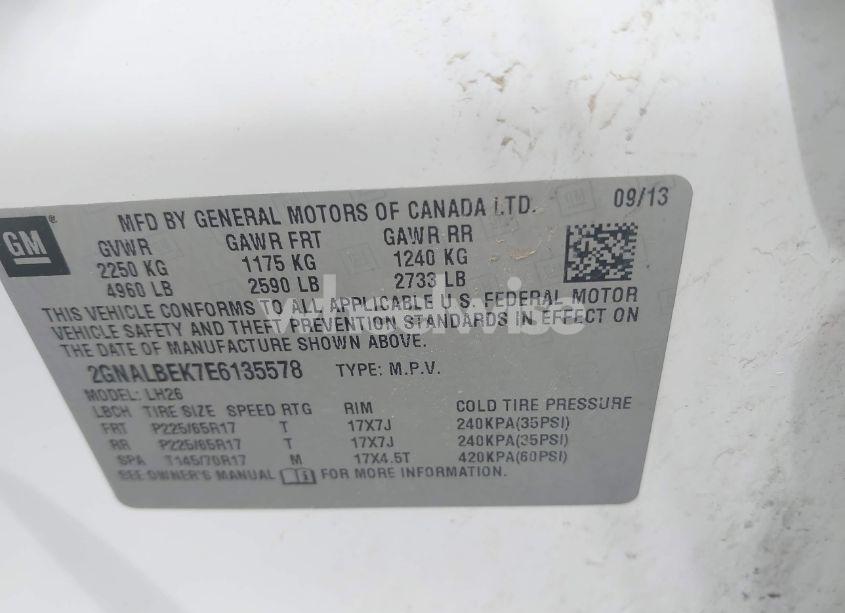 GM
MFD BY GENERAL MOTORS OF CANADA LTD. 09/13
GVWR GAWR FRT GAWR RR
2250 KG 1175 KG 1240 KG
4960 LB 2590 LB 2733 LB
THIS VEHICLE CONFORMS TO ALL APPLICABLE U.S. FEDERAL MOTOR
VEHICLE SAFETY AND THEFT PREVENTION STANDARDS IN EFFECT ON
THE DATE OF MANUFACTURE SHOWN ABOVE.
2GNALBEK7E6135578 TYPE: M.P.V.
MODEL: LH26
LBCH TIRE SIZE SPEED RTG RIM COLD TIRE PRESSURE
FRT P225/65R17 T 17X7J 240KPA(35PSI)
RR P225/65R17 T 17X7J 240KPA(35PSI)
SPA T145/70R17 M 17X4.5T 420KPA(60PSI)
SEE OWNER'S MANUAL FOR MORE INFORMATION.